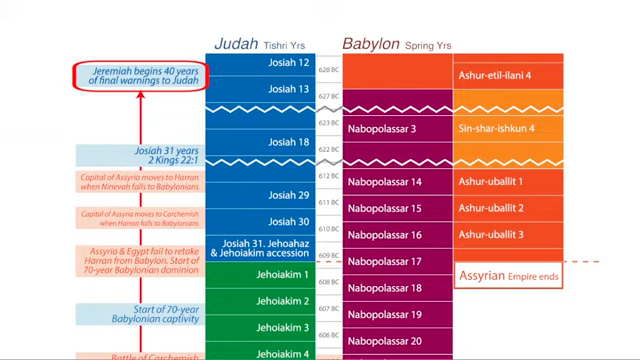 Judah Tishri Yrs
Babylon Spring Yrs
Jeremiah begins 40 years
of final warnings to Judah
Josiah 31 years
2 Kings 22:1
Capital of Assyria moves to Harran
when Ninevah falls to Babylonians
Capital of Assyria moves to Carchemish
when Harran falls to Babylonians
Assyria & Egypt fail to retake
Harran from Babylon. Start of
70-year Babylonian dominion
Start of 70-year
Babylonian captivity
Battle of Carchemish
Josiah 12
Josiah 13
Josiah 18
Josiah 29
Josiah 30
Josiah 31. Jehoahaz
& Jehoiakim accession
Jehoiakim 1
Jehoiakim 2
Jehoiakim 3
Jehoiakim 4
628 BC
627 BC
623 BC
622 BC
612 BC
611 BC
610 BC
609 BC
608 BC
607 BC
606 BC
Nabopolassar 3
Nabopolassar 14
Nabopolassar 15
Nabopolassar 16
Nabopolassar 17
Nabopolassar 18
Nabopolassar 19
Nabopolassar 20
Ashur-etil-ilani 4
Sin-shar-ishkun 4
Ashur-uballit 1
Ashur-uballit 2
Ashur-uballit 3
Assyrian Empire ends